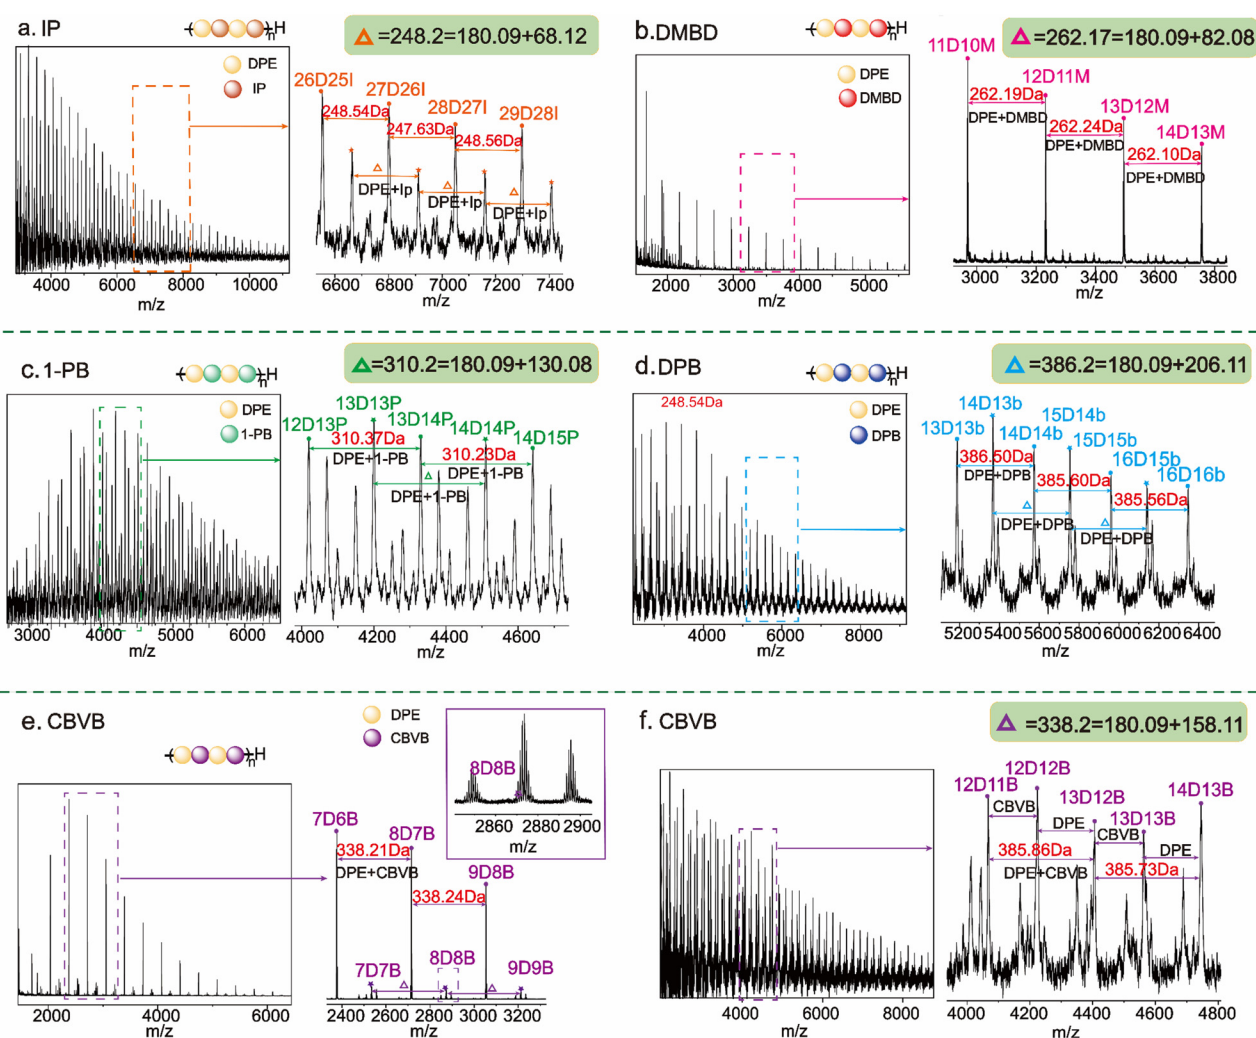 a. IP
n
H
△=248.2=180.09+68.12
DPE
IP
26D25I
27D26I
28D27I
29D28I
248.54Da
247.63Da
248.56Da
△
△
△
DPE+Ip
DPE+Ip
DPE+Ip
4000 6000 8000 10000
m/z
6600 6800 7000 7200 7400
m/z
b.DMBD
n
H
△=262.17=180.09+82.08
DPE
DMBD
11D10M
12D11M
13D12M
14D13M
262.19Da
DPE+DMBD
262.24Da
DPE+DMBD
262.10Da
DPE+DMBD
2000 3000 4000 5000
m/z
3000 3200 3400 3600 3800
m/z
c. 1-PB
n
H
△=310.2=180.09+130.08
DPE
1-PB
12D13P
13D13P
13D14P
14D14P
14D15P
310.37Da
DPE+1-PB
310.23Da
DPE+1-PB
△
DPE+1-PB
3000 4000 5000 6000
m/z
4000 4200 4400 4600
m/z
d. DPB
n
H
△=386.2=180.09+206.11
248.54Da
DPE
DPB
13D13b
14D13b
14D14b
15D14b
15D15b
16D15b
16D16b
386.50Da
DPE+DPB
385.60Da
385.56Da
△
DPE+DPB
△
DPE+DPB
4000 6000 8000
m/z
5200 5400 5600 5800 6000 6200 6400
m/z
e. CBVB
n
H
DPE
CBVB
8D8B
2860 2880 2900
m/z
7D6B
8D7B
9D8B
338.21Da
DPE+CBVB
338.24Da
7D7B
8D8B
9D9B
△
△
2000 4000 6000
m/z
2400 2600 2800 3000 3200
m/z
f. CBVB
△=338.2=180.09+158.11
12D11B
12D12B
13D12B
13D13B
14D13B
CBVB
DPE
CBVB
DPE
385.86Da
DPE+CBVB
385.73Da
4000 6000 8000
m/z
4000 4200 4400 4600 4800
m/z